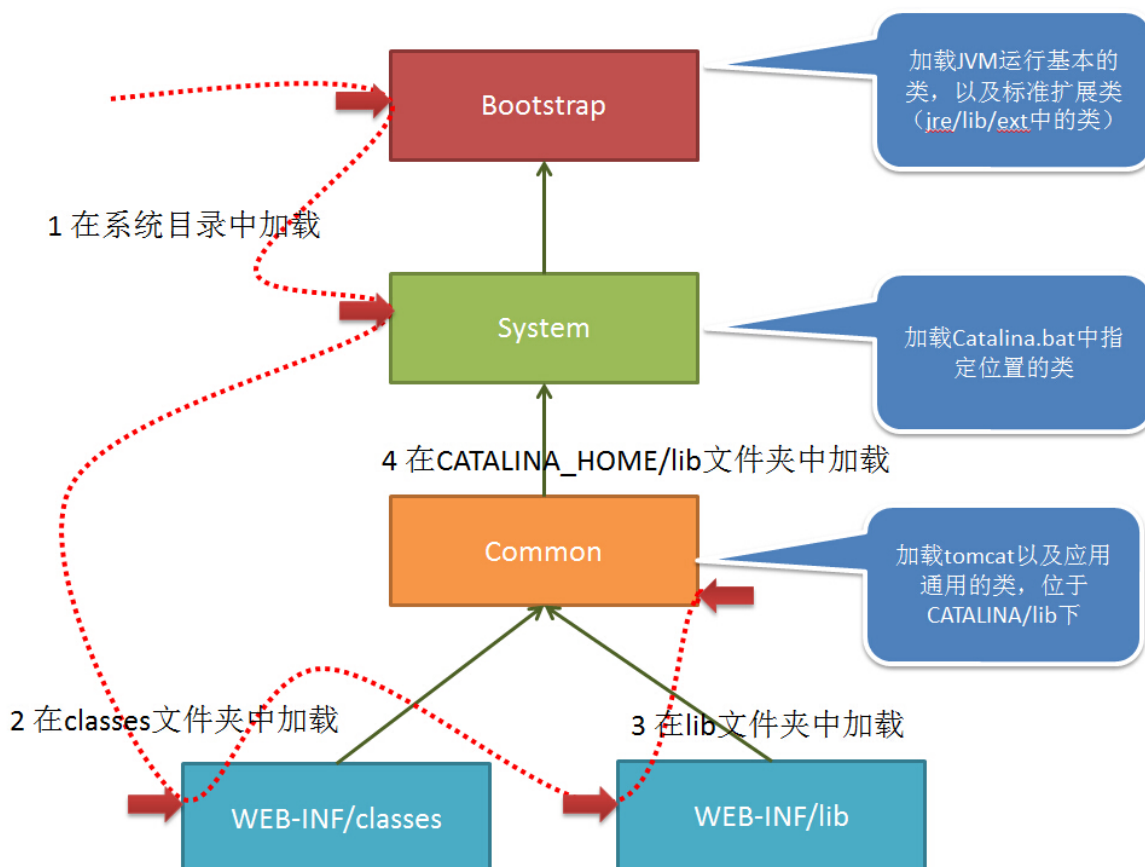 Bootstrap
加载JVM运行基本的
类，以及标准扩展类
（jre/lib/ext中的类）
1 在系统目录中加载
System
加载Catalina.bat中指
定位置的类
4 在CATALINA_HOME/lib文件夹中加载
Common
加载tomcat以及应用
通用的类，位于
CATALINA/lib下
2 在classes文件夹中加载
3 在lib文件夹中加载
WEB-INF/classes
WEB-INF/lib